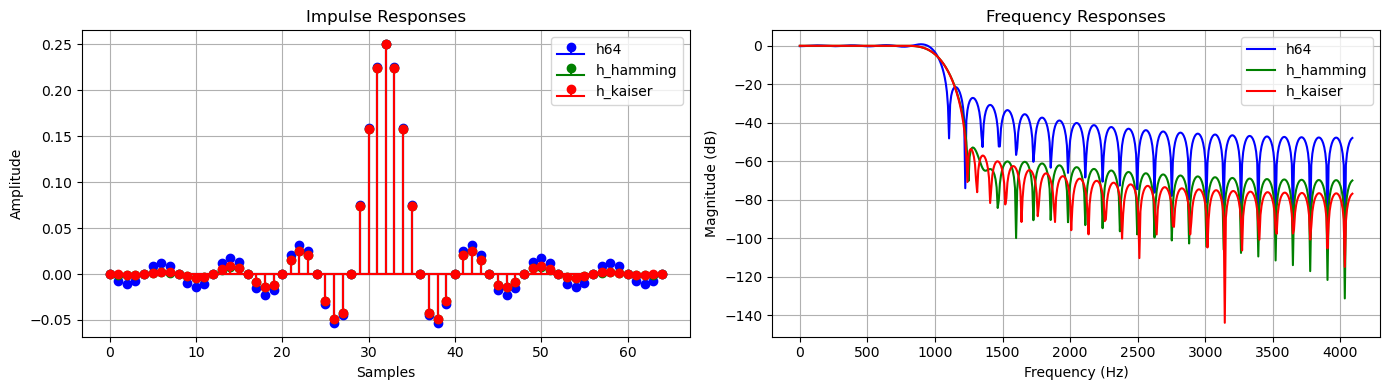 Impulse Responses
Amplitude
0.25
0.20
0.15
0.10
0.05
0.00
−0.05
h64
h_hamming
h_kaiser
0 10 20 30 40 50 60
Samples
Frequency Responses
Magnitude (dB)
0
−20
−40
−60
−80
−100
−120
−140
h64
h_hamming
h_kaiser
0 500 1000 1500 2000 2500 3000 3500 4000
Frequency (Hz)